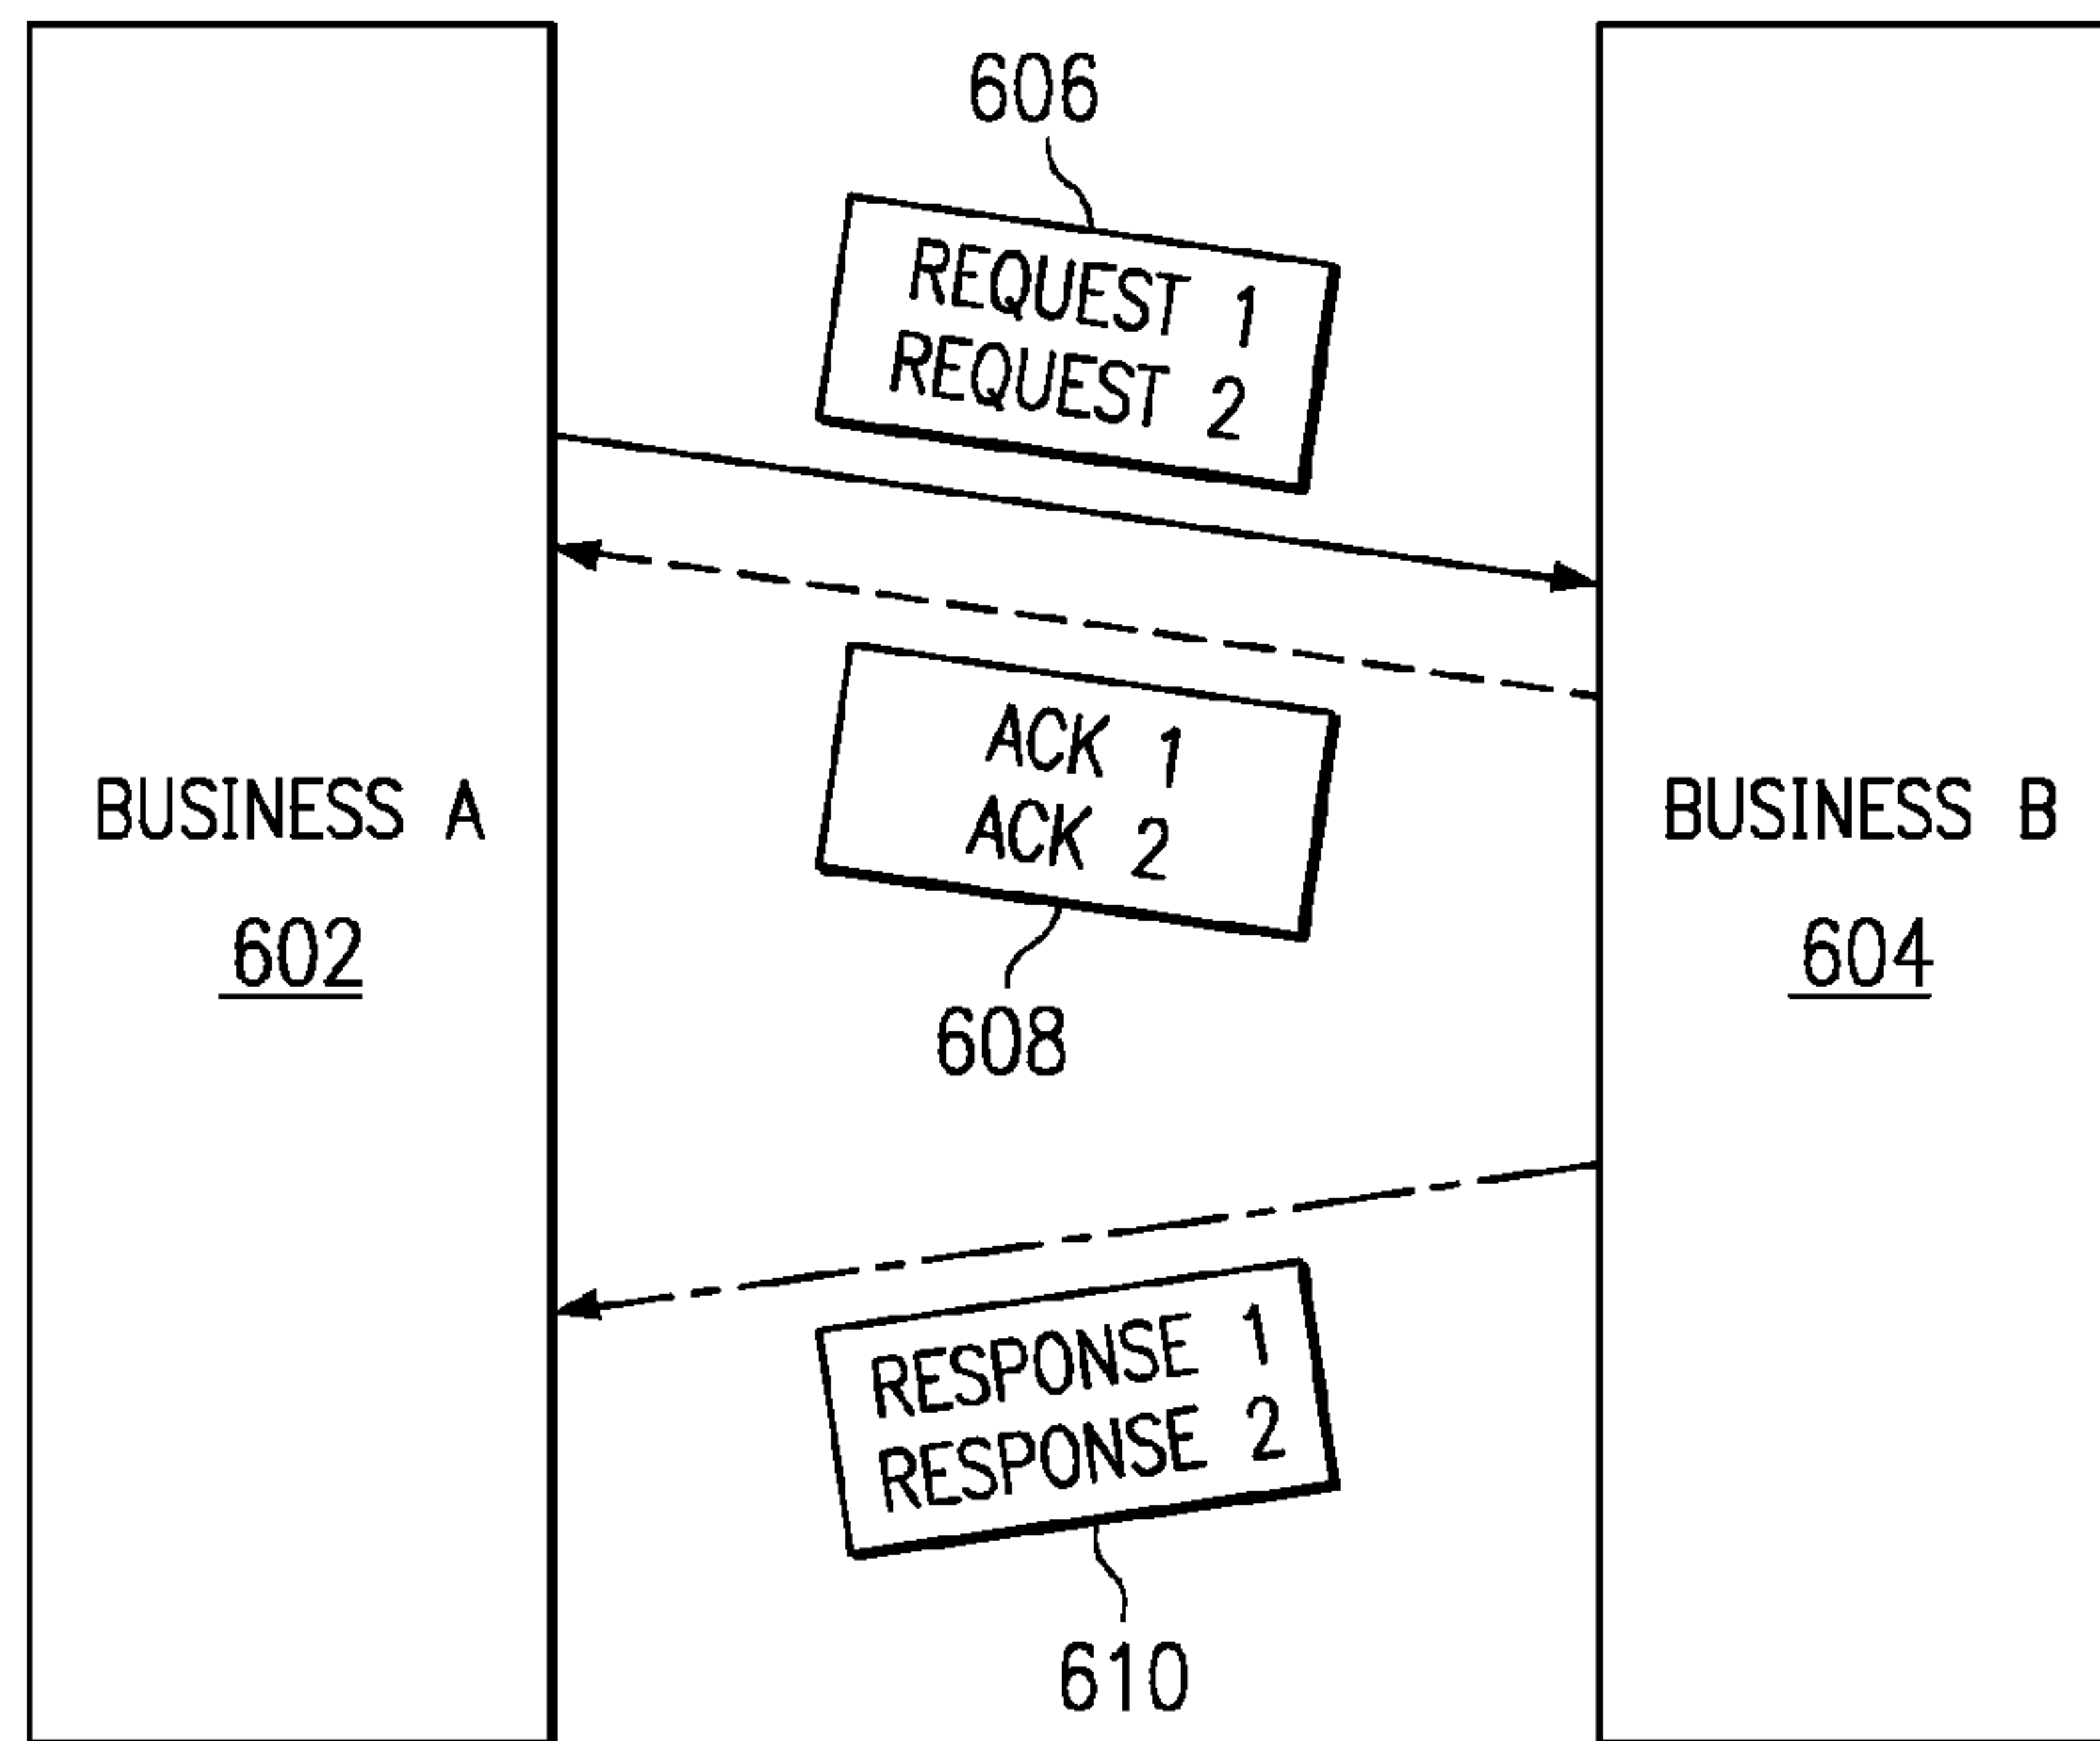 606
REQUEST 1
REQUEST 2
ACK 1
ACK 2
BUSINESS A
602
BUSINESS B
604
608
RESPONSE 1
RESPONSE 2
610